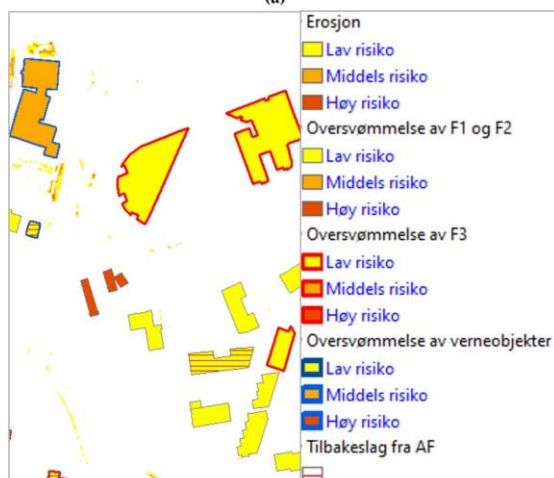 (a)
Erosjon
Lav risiko
Middels risiko
Høy risiko
Oversvømmelse av F1 og F2
Lav risiko
Middels risiko
Høy risiko
Oversvømmelse av F3
Lav risiko
Middels risiko
Høy risiko
Oversvømmelse av verneobjekter
Lav risiko
Middels risiko
Høy risiko
Tilbakeslag fra AF